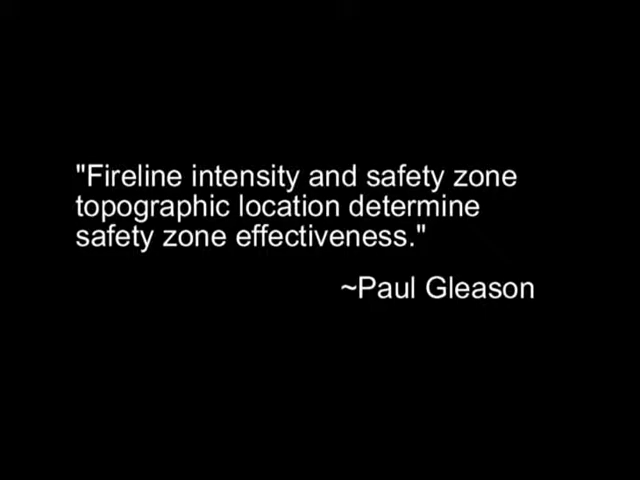 "Fireline intensity and safety zone
topographic location determine
safety zone effectiveness."
~Paul Gleason